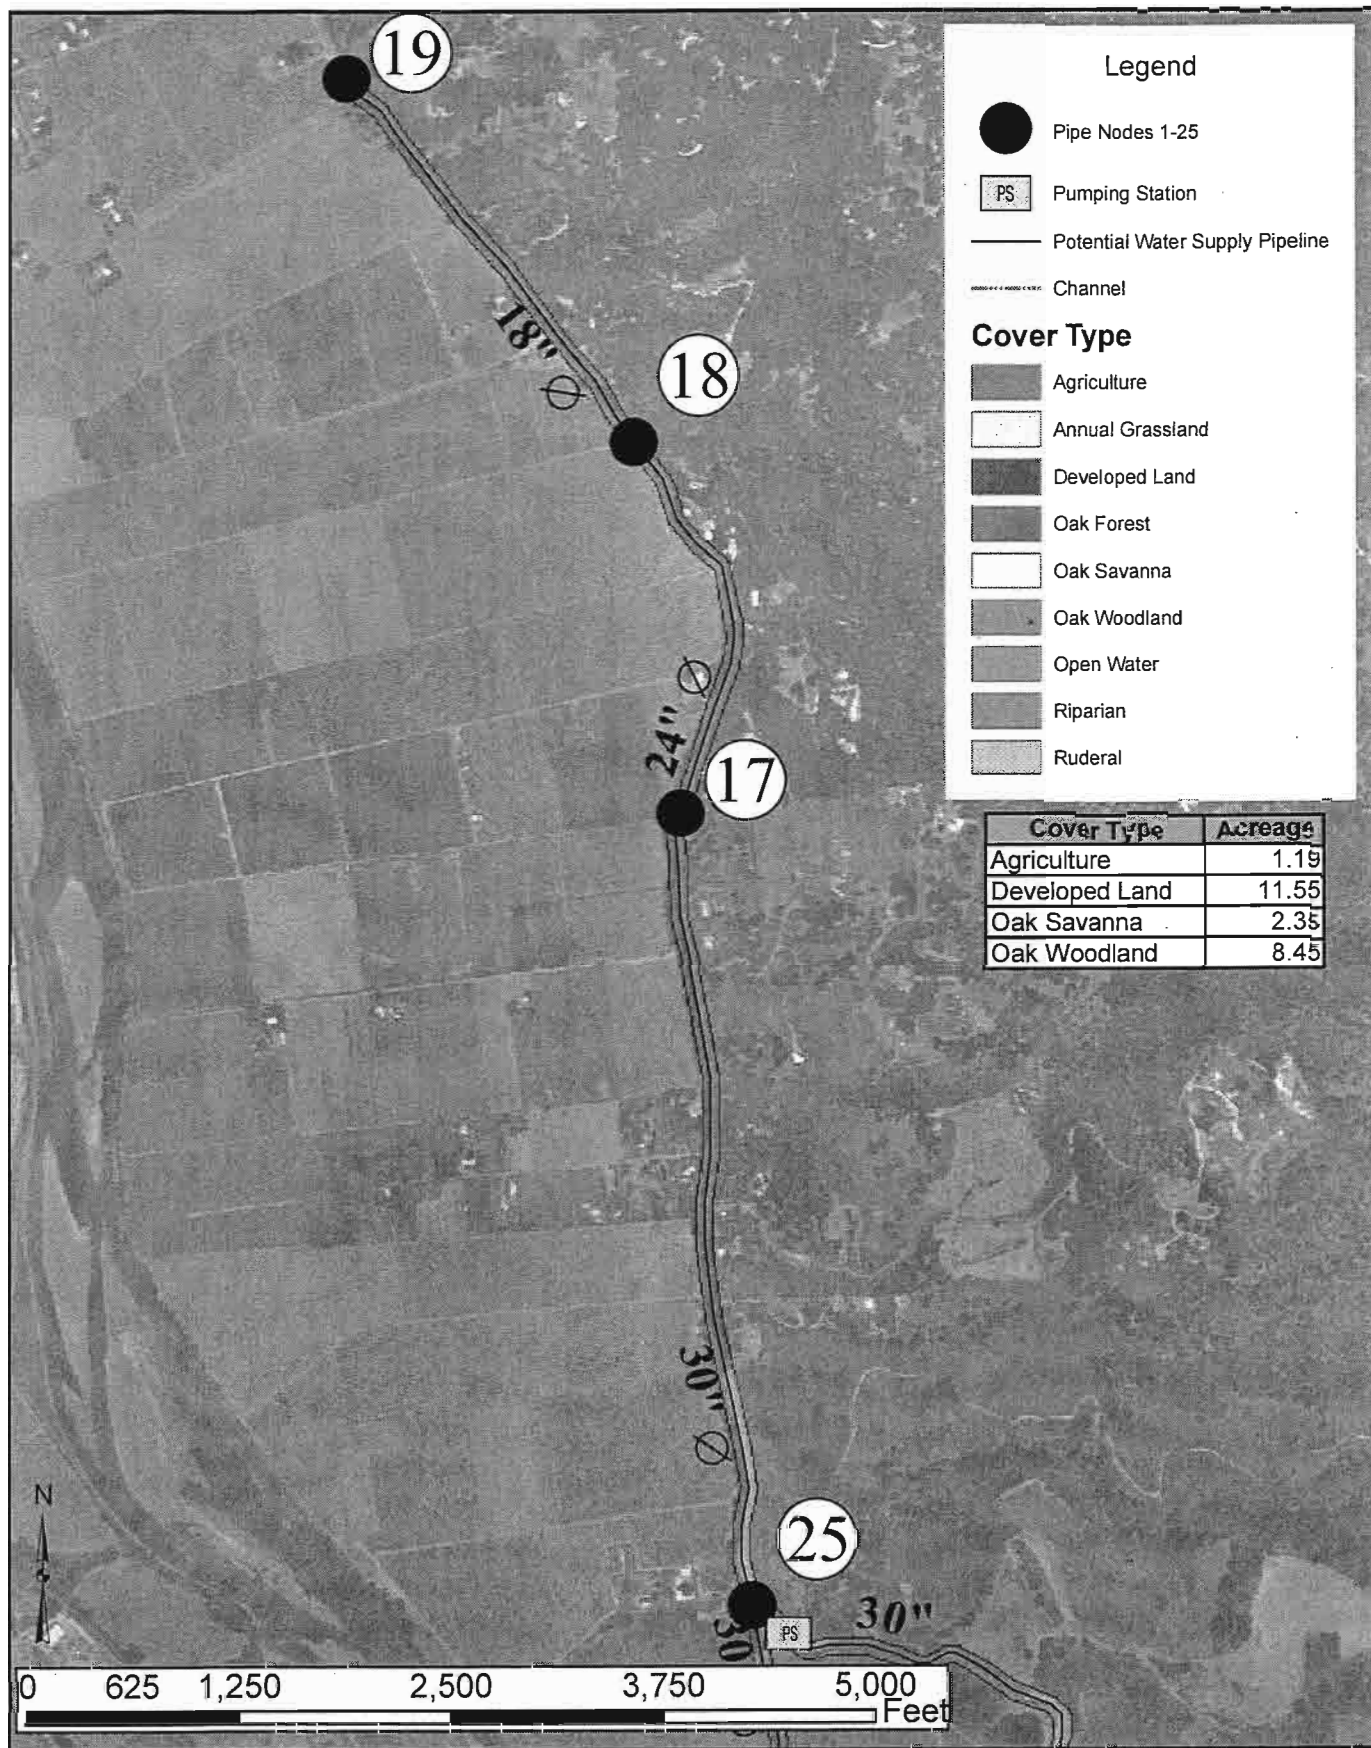 19
Legend
Pipe Nodes 1-25
PS Pumping Station
Potential Water Supply Pipeline
Channel
Cover Type
Agriculture
Annual Grassland
Developed Land
Oak Forest
Oak Savanna
Oak Woodland
Open Water
Riparian
Ruderal
18"
18
24"
17
Cover Type Acreage
Agriculture 1.19
Developed Land 11.55
Oak Savanna 2.35
Oak Woodland 8.45
30"
N
25
30"
30
PS
0 625 1,250 2,500 3,750 5,000
Feet